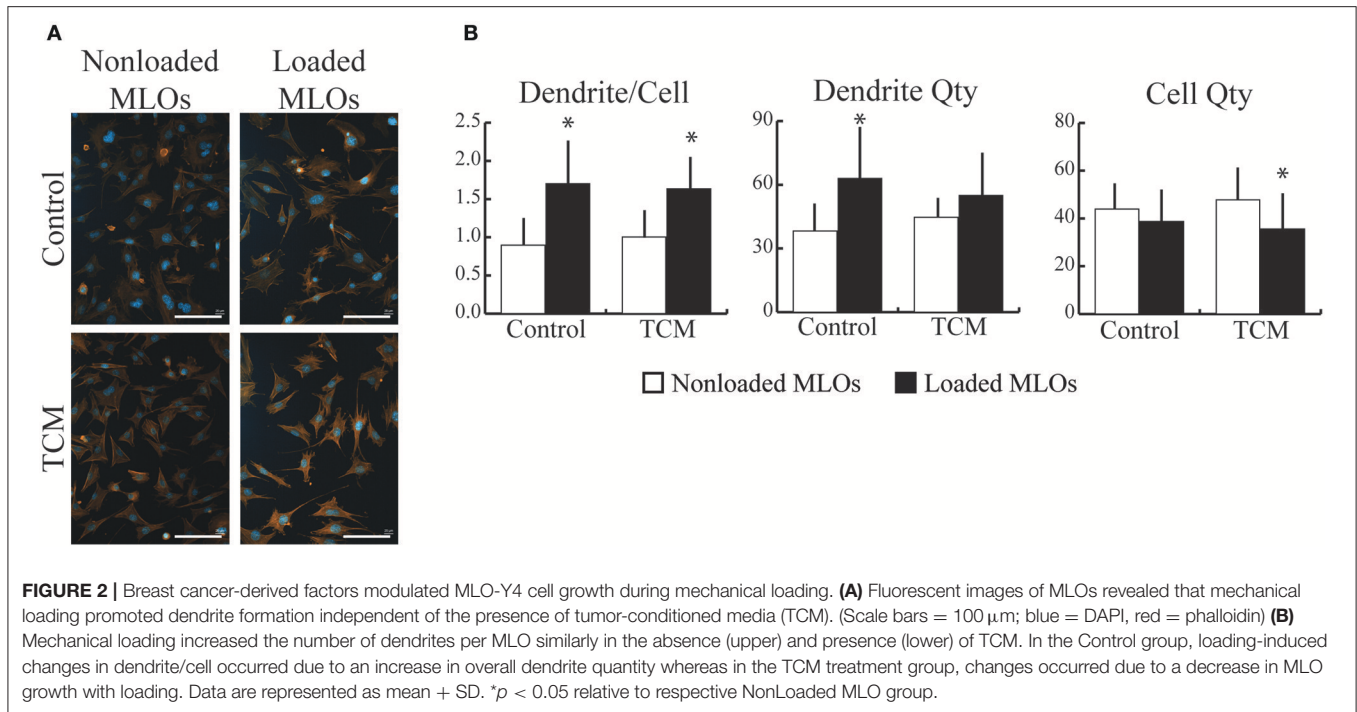 A
Nonloaded MLOs
Loaded MLOs
Control
TCM
B
Dendrite/Cell
2.5
2.0
1.5
1.0
0.5
0.0
*
*
Control
TCM
Dendrite Qty
90
60
30
0
*
Control
TCM
Cell Qty
80
60
40
20
0
*
Control
TCM
Nonloaded MLOs
Loaded MLOs
FIGURE 2 | Breast cancer-derived factors modulated MLO-Y4 cell growth during mechanical loading. (A) Fluorescent images of MLOs revealed that mechanical
loading promoted dendrite formation independent of the presence of tumor-conditioned media (TCM). (Scale bars = 100 μm; blue = DAPI, red = phalloidin) (B)
Mechanical loading increased the number of dendrites per MLO similarly in the absence (upper) and presence (lower) of TCM. In the Control group, loading-induced
changes in dendrite/cell occurred due to an increase in overall dendrite quantity whereas in the TCM treatment group, changes occurred due to a decrease in MLO
growth with loading. Data are represented as mean + SD. *p < 0.05 relative to respective NonLoaded MLO group.